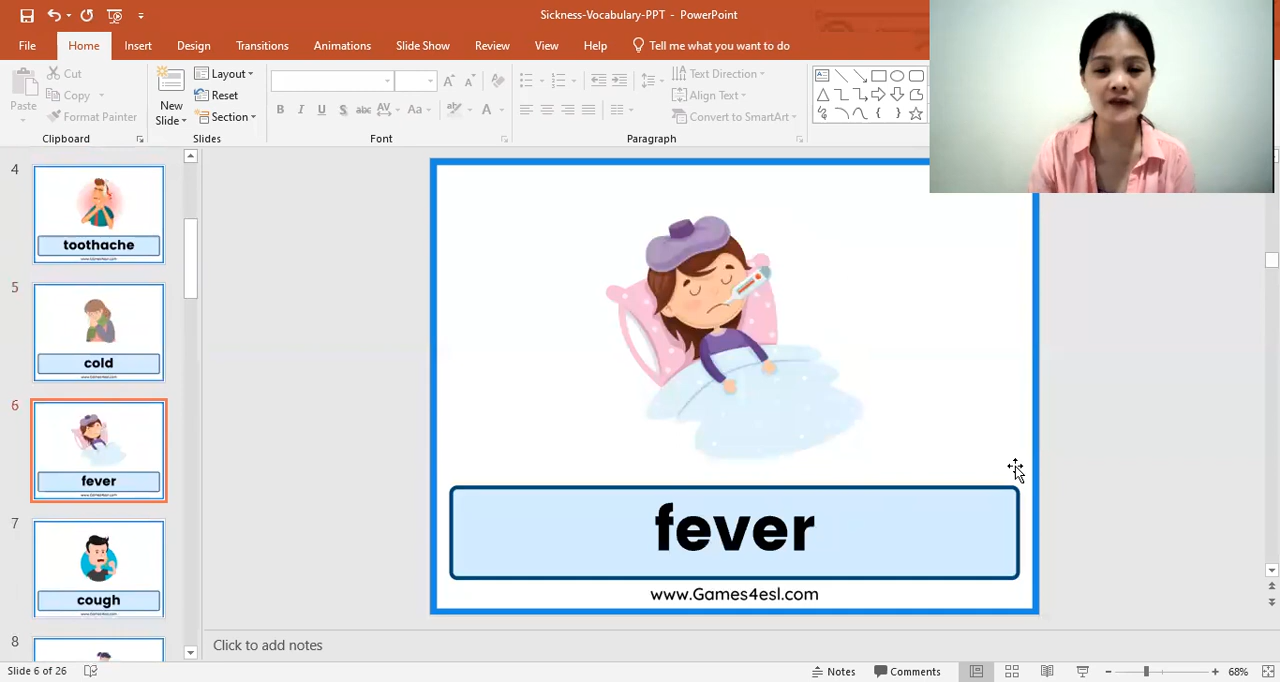 Sickness-Vocabulary-PPT - PowerPoint
File Home Insert Design Transitions Animations Slide Show Review View Help Tell me what you want to do
Paste
Cut
Copy
Format Painter
Clipboard
New
Slide
Layout
Reset
Section
Slides
B I U S abc AV Aa A
Font
Text Direction
Align Text
Convert to SmartArt
Paragraph
4
toothache
5
cold
6
fever
7
cough
8
fever
www.Games4esl.com
Click to add notes
Slide 6 of 26
Notes
Comments
68%